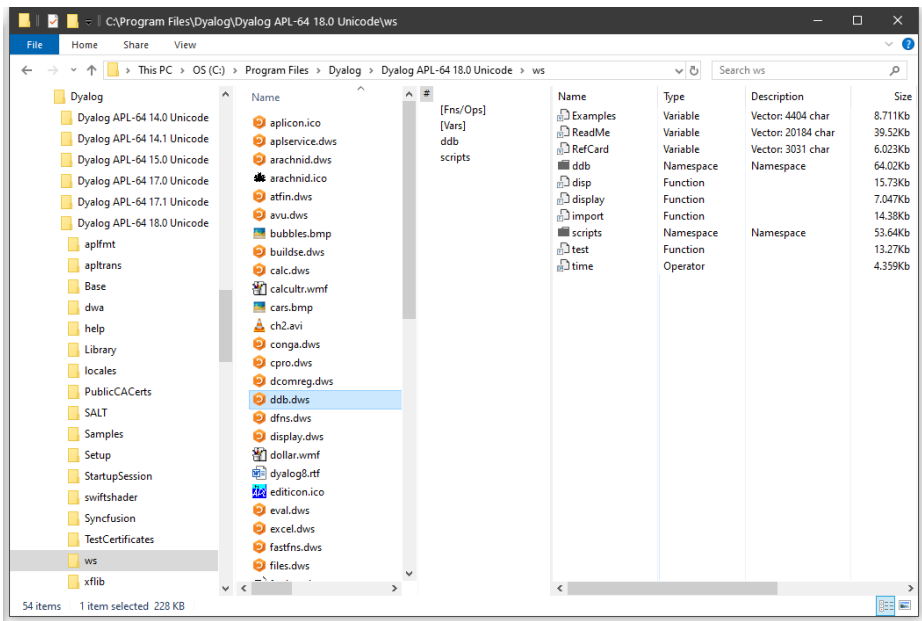 C:\Program Files\Dyalog\Dyalog APL-64 18.0 Unicode\ws
File Home Share View
This PC > OS (C:) > Program Files > Dyalog > Dyalog APL-64 18.0 Unicode > ws
Search ws
Dyalog
Dyalog APL-64 14.0 Unicode
Dyalog APL-64 14.1 Unicode
Dyalog APL-64 15.0 Unicode
Dyalog APL-64 17.0 Unicode
Dyalog APL-64 17.1 Unicode
Dyalog APL-64 18.0 Unicode
aplfmt
apltrans
Base
dwa
help
Library
locales
PublicCACerts
SALT
Samples
Setup
StartupSession
swiftshader
Syncfusion
TestCertificates
ws
xflib
Name
aplicon.ico
aplservice.dws
arachnid.dws
arachnid.ico
atfin.dws
avu.dws
bubbles.bmp
buildse.dws
calc.dws
calcultr.wmf
cars.bmp
ch2.avi
conga.dws
cpro.dws
dcomreg.dws
ddb.dws
dfns.dws
display.dws
dollar.wmf
dyalog8.rtf
editicon.ico
eval.dws
excel.dws
fastfns.dws
files.dws
#
[Fns/Ops]
[Vars]
ddb
scripts
Name Type Description Size
Examples Variable Vector: 4404 char 8.711Kb
ReadMe Variable Vector: 20184 char 39.52Kb
RefCard Variable Vector: 3031 char 6.023Kb
ddb Namespace Namespace 64.02Kb
disp Function 15.73Kb
display Function 7.047Kb
import Function 14.38Kb
scripts Namespace Namespace 53.64Kb
test Function 13.27Kb
time Operator 4.359Kb
54 items 1 item selected 228 KB